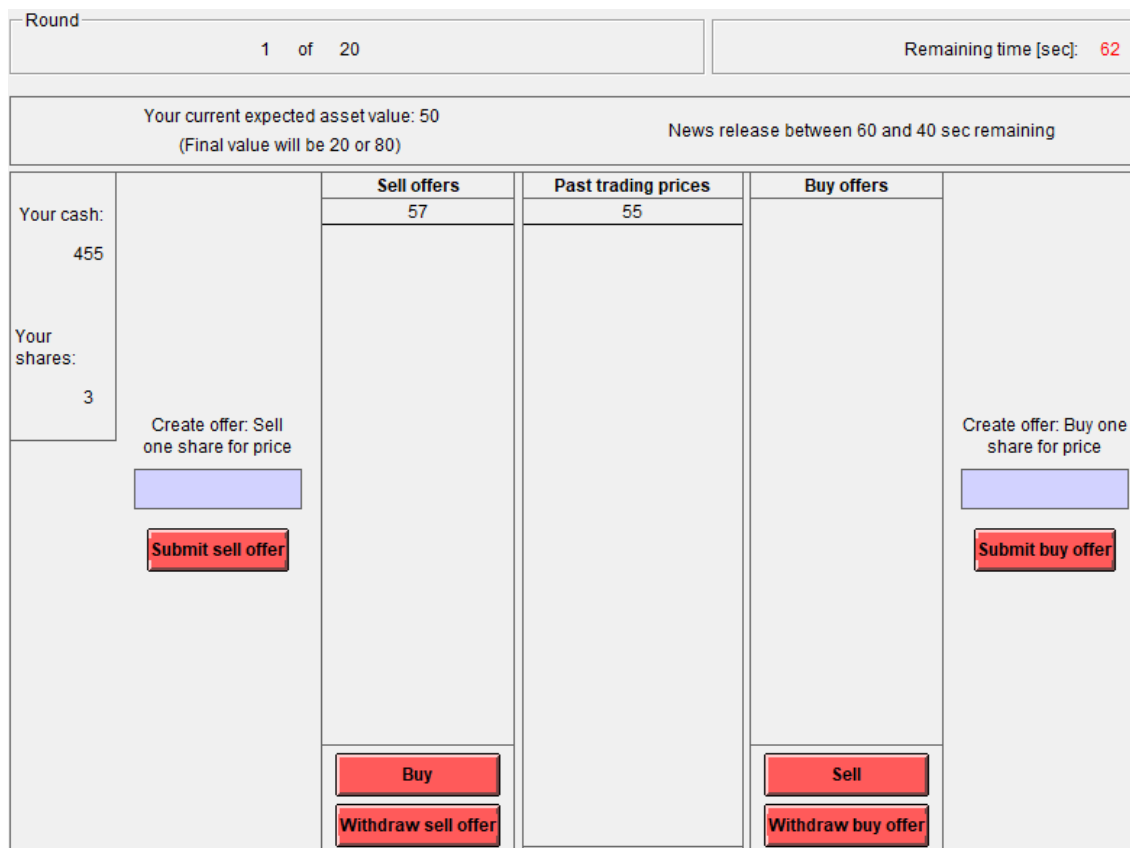 Round
1 of 20
Remaining time [sec]: 62
Your current expected asset value: 50
(Final value will be 20 or 80)
News release between 60 and 40 sec remaining
Your cash:
455
Your
shares:
3
Create offer: Sell
one share for price
Submit sell offer
Sell offers
57
Buy
Withdraw sell offer
Past trading prices
55
Buy offers
Sell
Withdraw buy offer
Create offer: Buy one
share for price
Submit buy offer